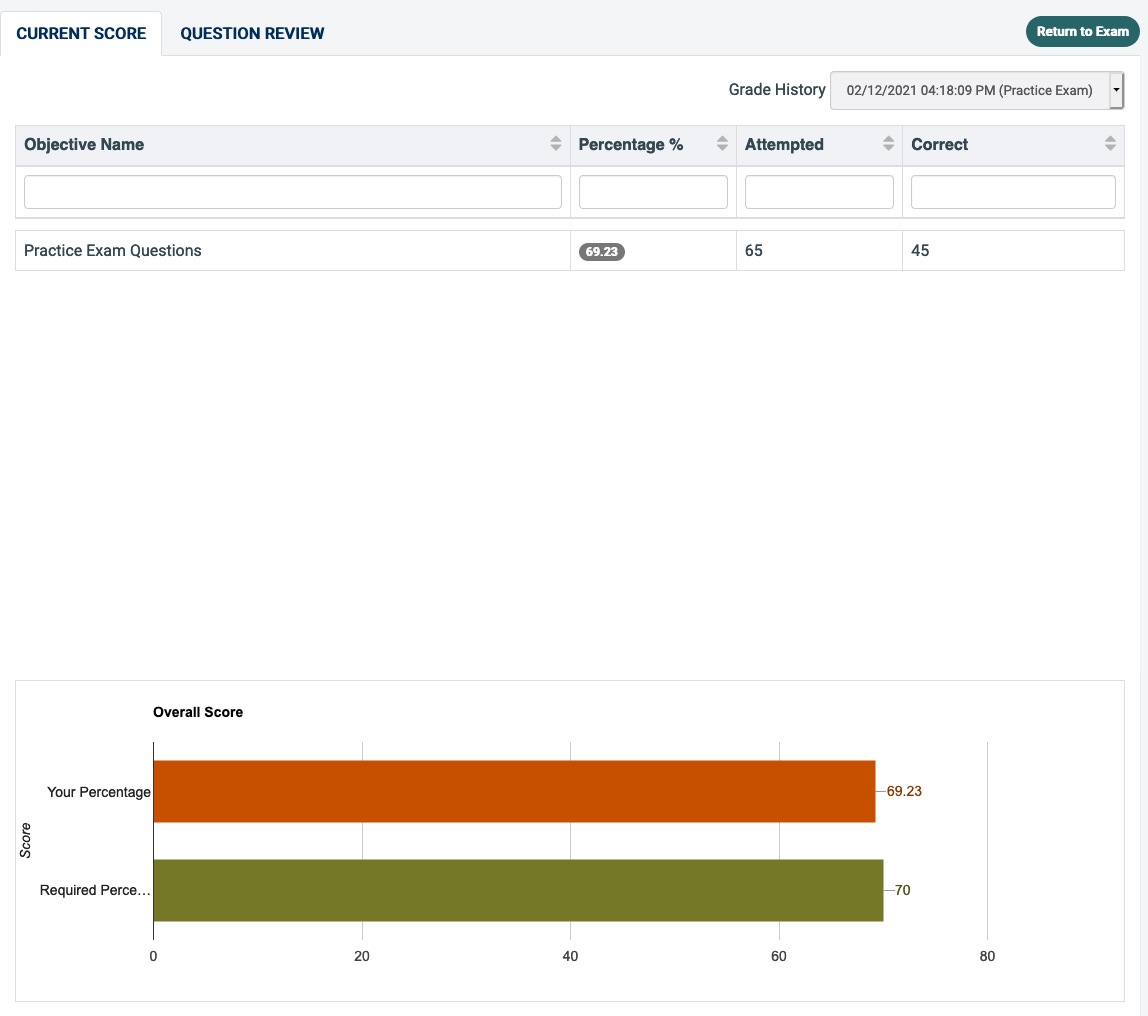 CURRENT SCORE QUESTION REVIEW Return to Exam
Grade History 02/12/2021 04:18:09 PM (Practice Exam)
Objective Name Percentage % Attempted Correct
Practice Exam Questions 69.23 65 45
Overall Score
Your Percentage 69.23
Score
Required Perce... 70
0 20 40 60 80